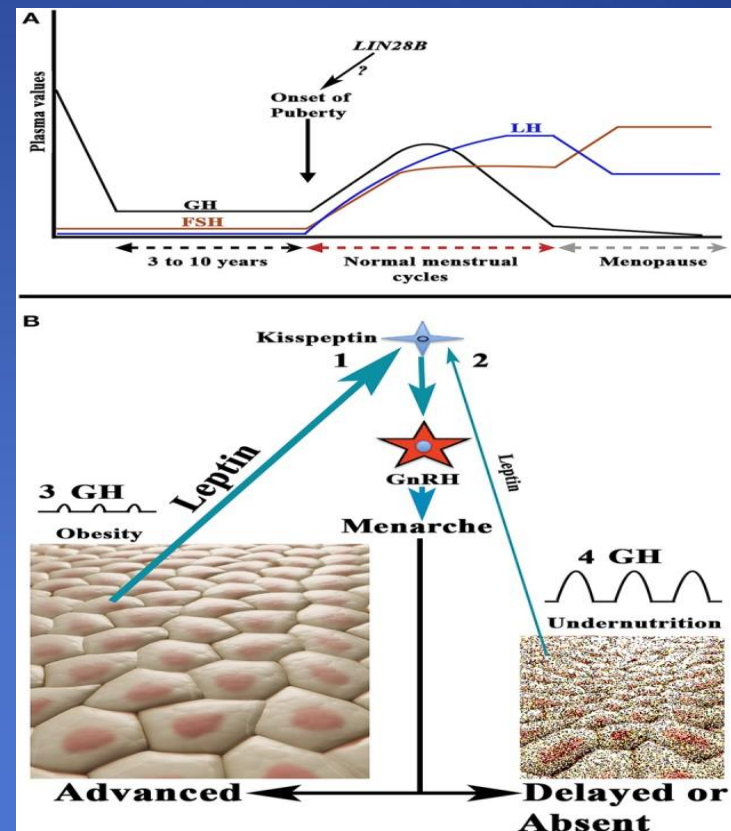 A
Plasma values
LIN28B
?
Onset of
Puberty
LH
GH
FSH
3 to 10 years
Normal menstrual
cycles
Menopause
B
Kisspeptin
1
2
Leptin
Leptin
GnRH
3 GH
Obesity
Menarche
4 GH
Undernutrition
Advanced
Delayed or
Absent